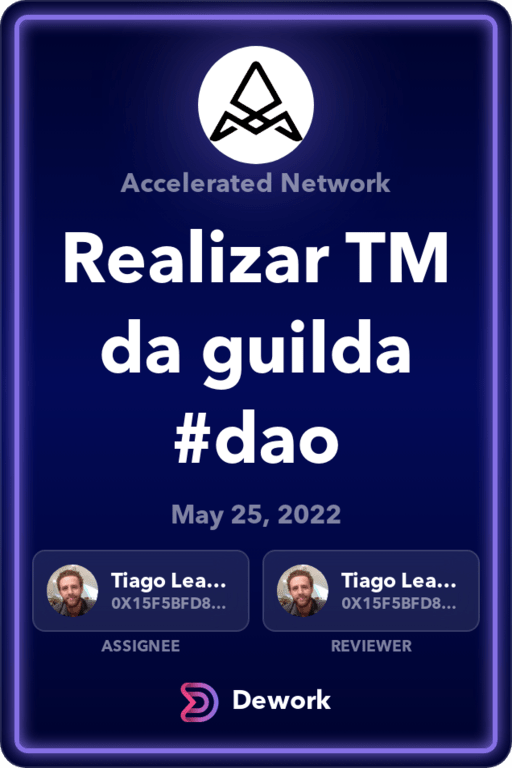 Accelerated Network
Realizar TM
da guilda
#dao
May 25, 2022
Tiago Lea...
0X15F5BFD8...
ASSIGNEE
Tiago Lea...
0X15F5BFD8...
REVIEWER
Dework